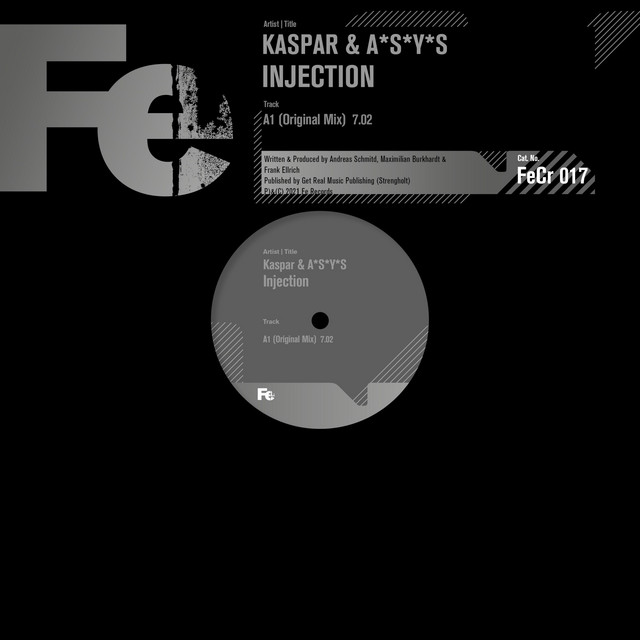 Fe
Artist | Title
KASPAR & A*S*Y*S
INJECTION
Track
A1 (Original Mix) 7.02
Written & Produced by Andreas Schmitd, Maximilian Burkhardt &
Frank Ellrich
Published by Get Real Music Publishing (Strengholt)
P)&(C) 2021 Fe Records
Cat. No.
FeCr 017
Artist | Title
Kaspar & A*S*Y*S
Injection
Track
A1 (Original Mix) 7.02
Fe